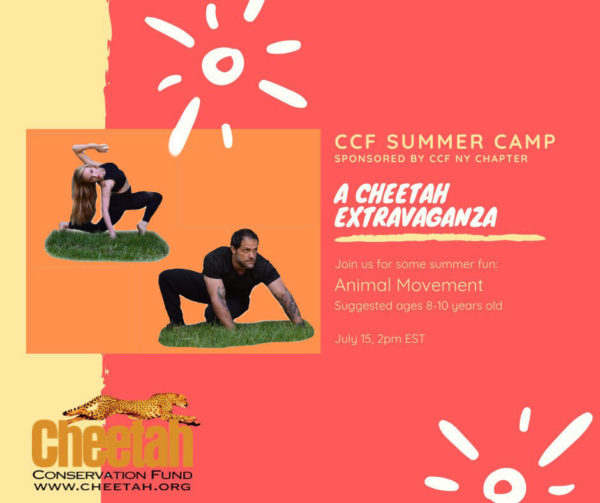 CCF SUMMER CAMP
SPONSORED BY CCF NY CHAPTER
A CHEETAH
EXTRAVAGANZA
Join us for some summer fun:
Animal Movement
Suggested ages 8-10 years old
July 15, 2pm EST
Cheetah
CONSERVATION FUND
WWW.CHEETAH.ORG